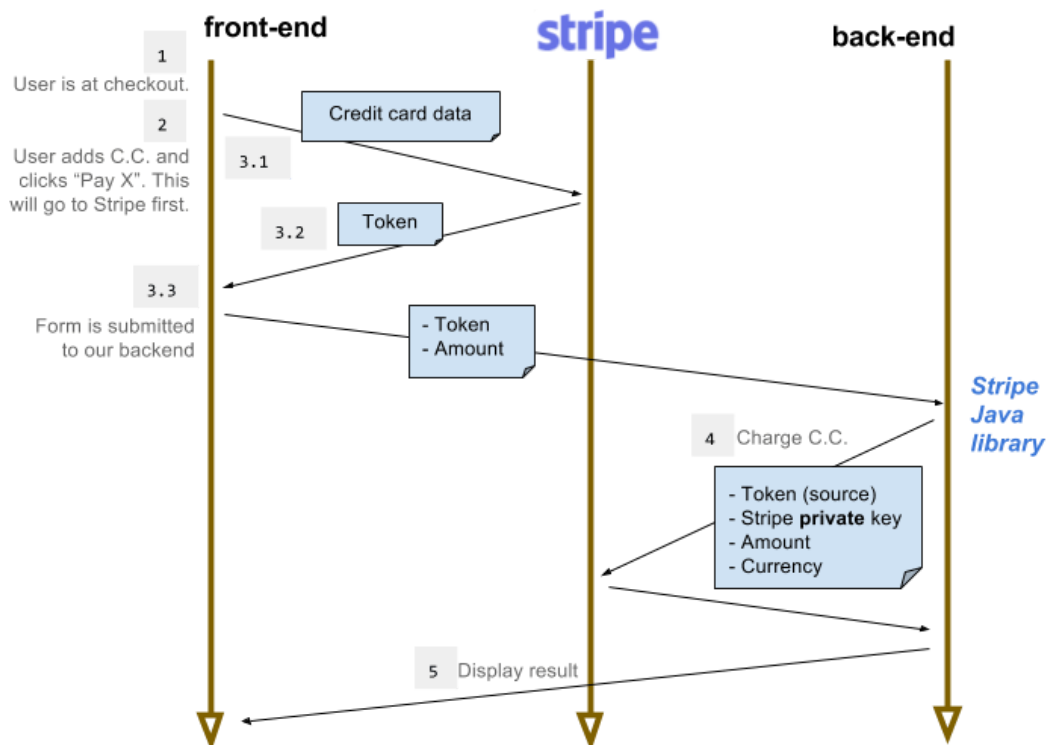 front-end
stripe
back-end
1
User is at checkout.
2
User adds C.C. and
clicks “Pay X”. This
will go to Stripe first.
Credit card data
3.1
Token
3.2
3.3
Form is submitted
to our backend
- Token
- Amount
Stripe
Java
library
4 Charge C.C.
- Token (source)
- Stripe private key
- Amount
- Currency
5 Display result